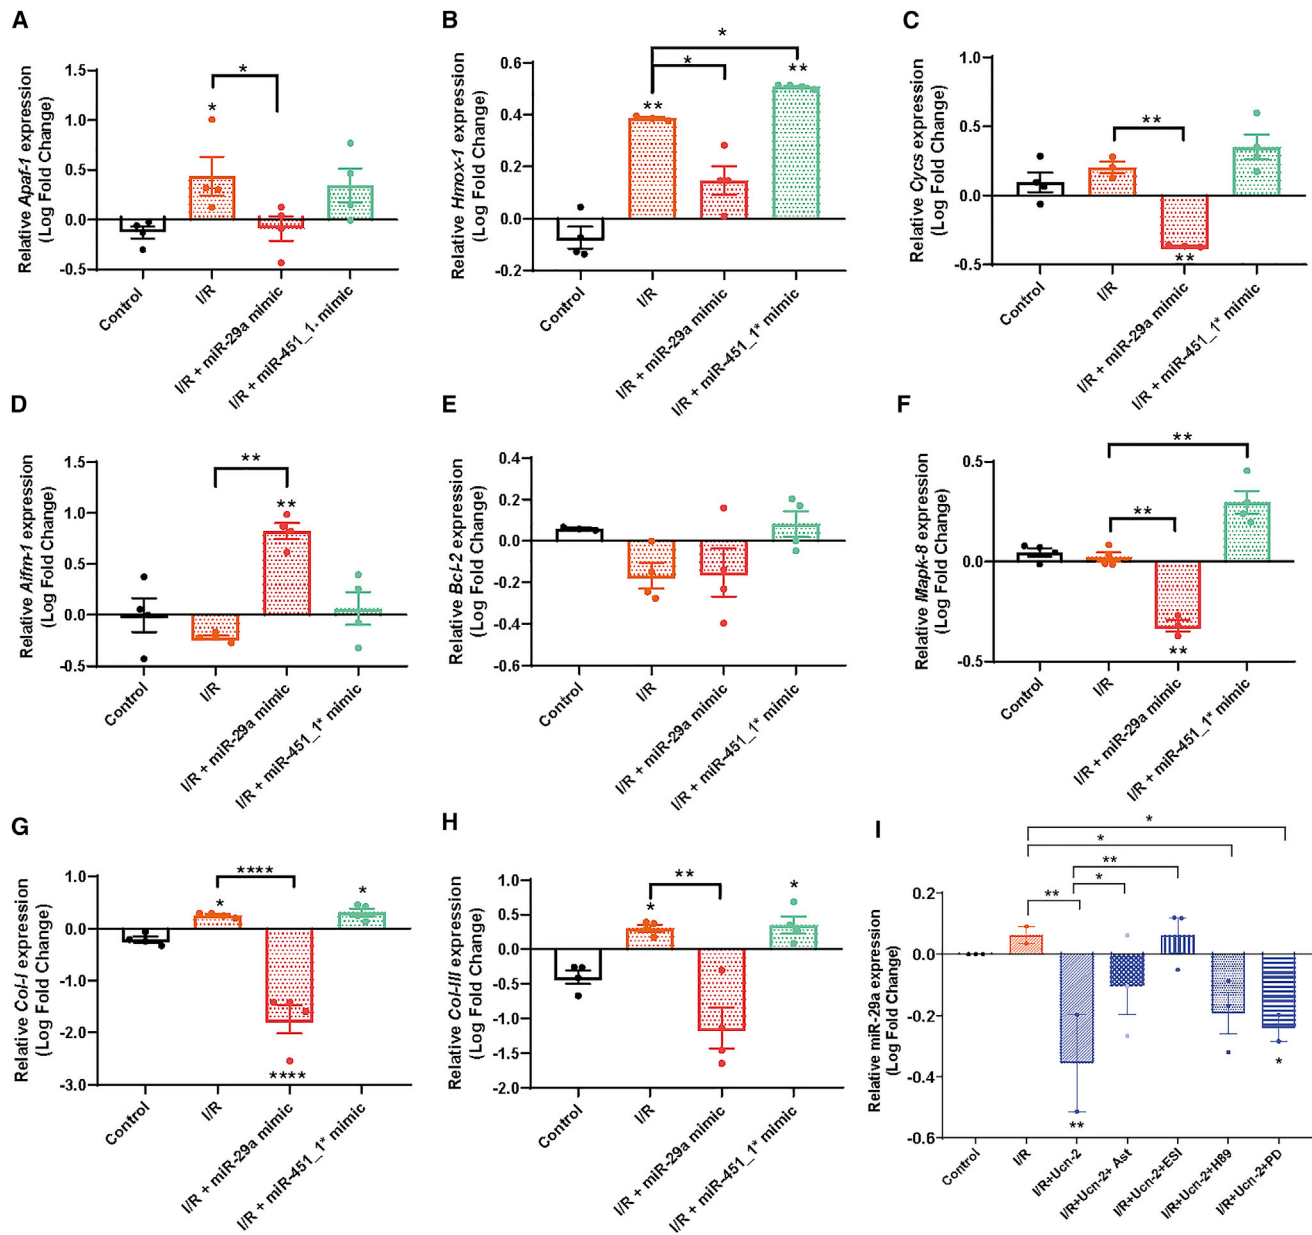 A
Relative Apaf-1 expression
(Log Fold Change)
1.5
1.0
0.5
0.0
-0.5
*
*
Control
I/R
I/R + miR-29a mimic
I/R + miR-451_1* mimic
B
Relative Hmox-1 expression
(Log Fold Change)
0.6
0.4
0.2
0.0
-0.2
*
*
**
**
Control
I/R
I/R + miR-29a mimic
I/R + miR-451_1* mimic
C
Relative Cycs expression
(Log Fold Change)
1.0
0.5
0.0
-0.5
**
**
Control
I/R
I/R + miR-29a mimic
I/R + miR-451_1* mimic
D
Relative Aifm-1 expression
(Log Fold Change)
1.5
1.0
0.5
0.0
-0.5
**
**
Control
I/R
I/R + miR-29a mimic
I/R + miR-451_1* mimic
E
Relative Bcl-2 expression
(Log Fold Change)
0.4
0.2
0.0
-0.2
-0.4
-0.6
Control
I/R
I/R + miR-29a mimic
I/R + miR-451_1* mimic
F
Relative Mapk-8 expression
(Log Fold Change)
0.5
0.0
-0.5
**
**
**
Control
I/R
I/R + miR-29a mimic
I/R + miR-451_1* mimic
G
Relative Col-I expression
(Log Fold Change)
1.0
0.0
-1.0
-2.0
-3.0
****
*
*
****
Control
I/R
I/R + miR-29a mimic
I/R + miR-451_1* mimic
H
Relative Col-III expression
(Log Fold Change)
1.0
0.5
0.0
-0.5
-1.0
-1.5
-2.0
**
*
*
Control
I/R
I/R + miR-29a mimic
I/R + miR-451_1* mimic
I
Relative miR-29a expression
(Log Fold Change)
0.2
0.0
-0.2
-0.4
-0.6
*
*
**
*
**
**
*
Control
I/R
I/R+Ucn-2
I/R+Ucn-2+ Ast
I/R+Ucn-2+ESI
I/R+Ucn-2+H89
I/R+Ucn-2+PD